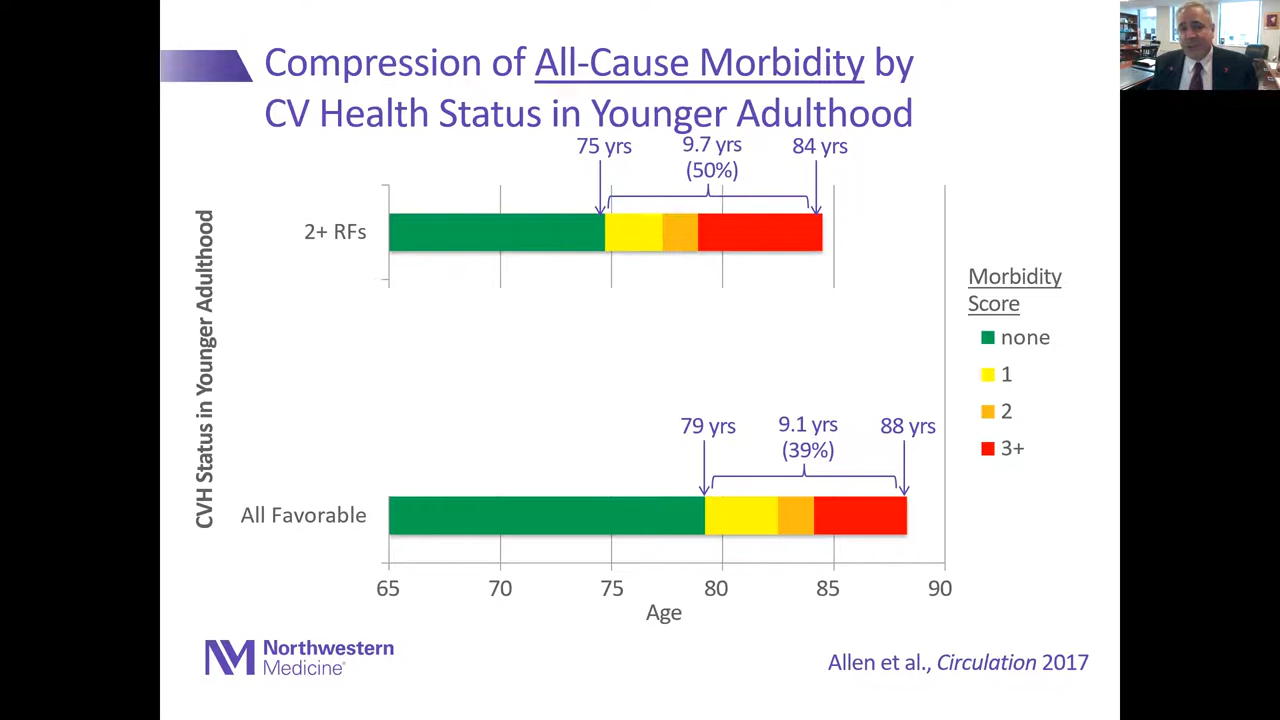 Compression of All-Cause Morbidity by
CV Health Status in Younger Adulthood
75 yrs
9.7 yrs
(50%)
84 yrs
CVH Status in Younger Adulthood
2+ RFs
Morbidity
Score
none
1
2
3+
79 yrs
9.1 yrs
(39%)
88 yrs
All Favorable
65
70
75
80
85
90
Age
Northwestern
Medicine®
Allen et al., Circulation 2017